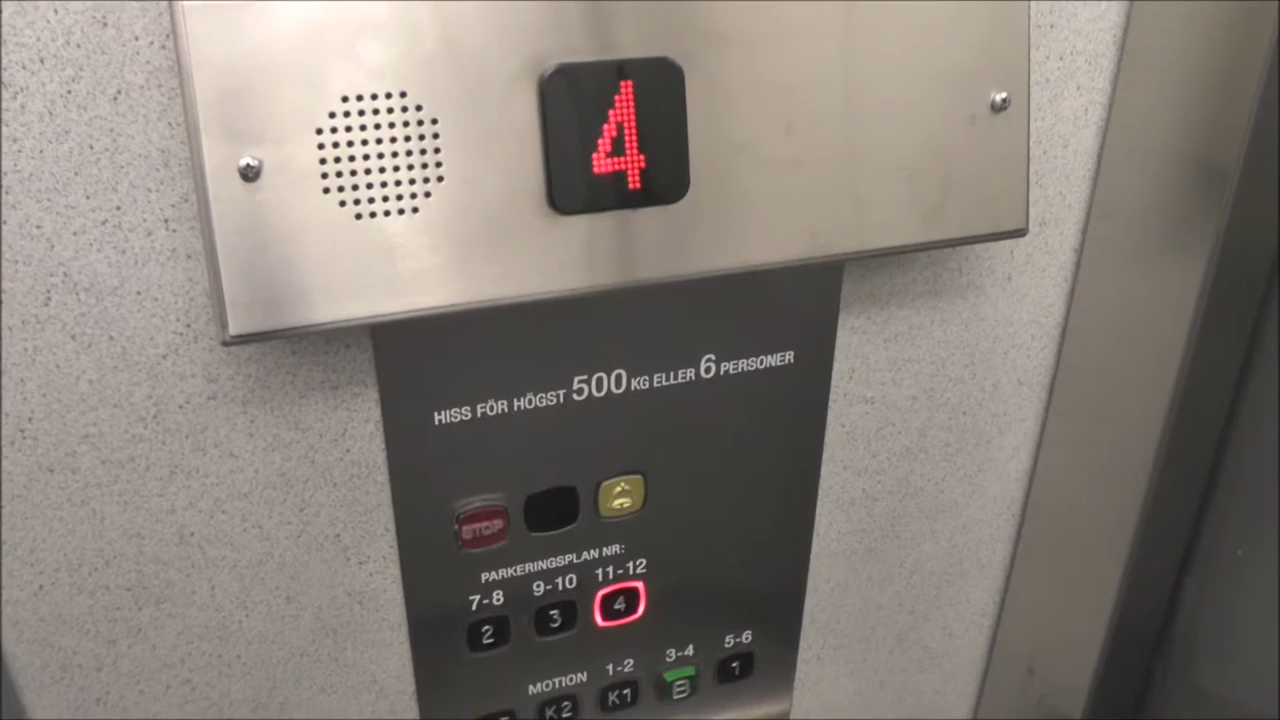 4
HISS FÖR HÖGST 500 KG ELLER 6 PERSONER
STOP
PARKERINGSPLAN NR:
7-8 9-10 11-12
2 3 4
MOTION 1-2 3-4 5-6
K2 K1 B 1